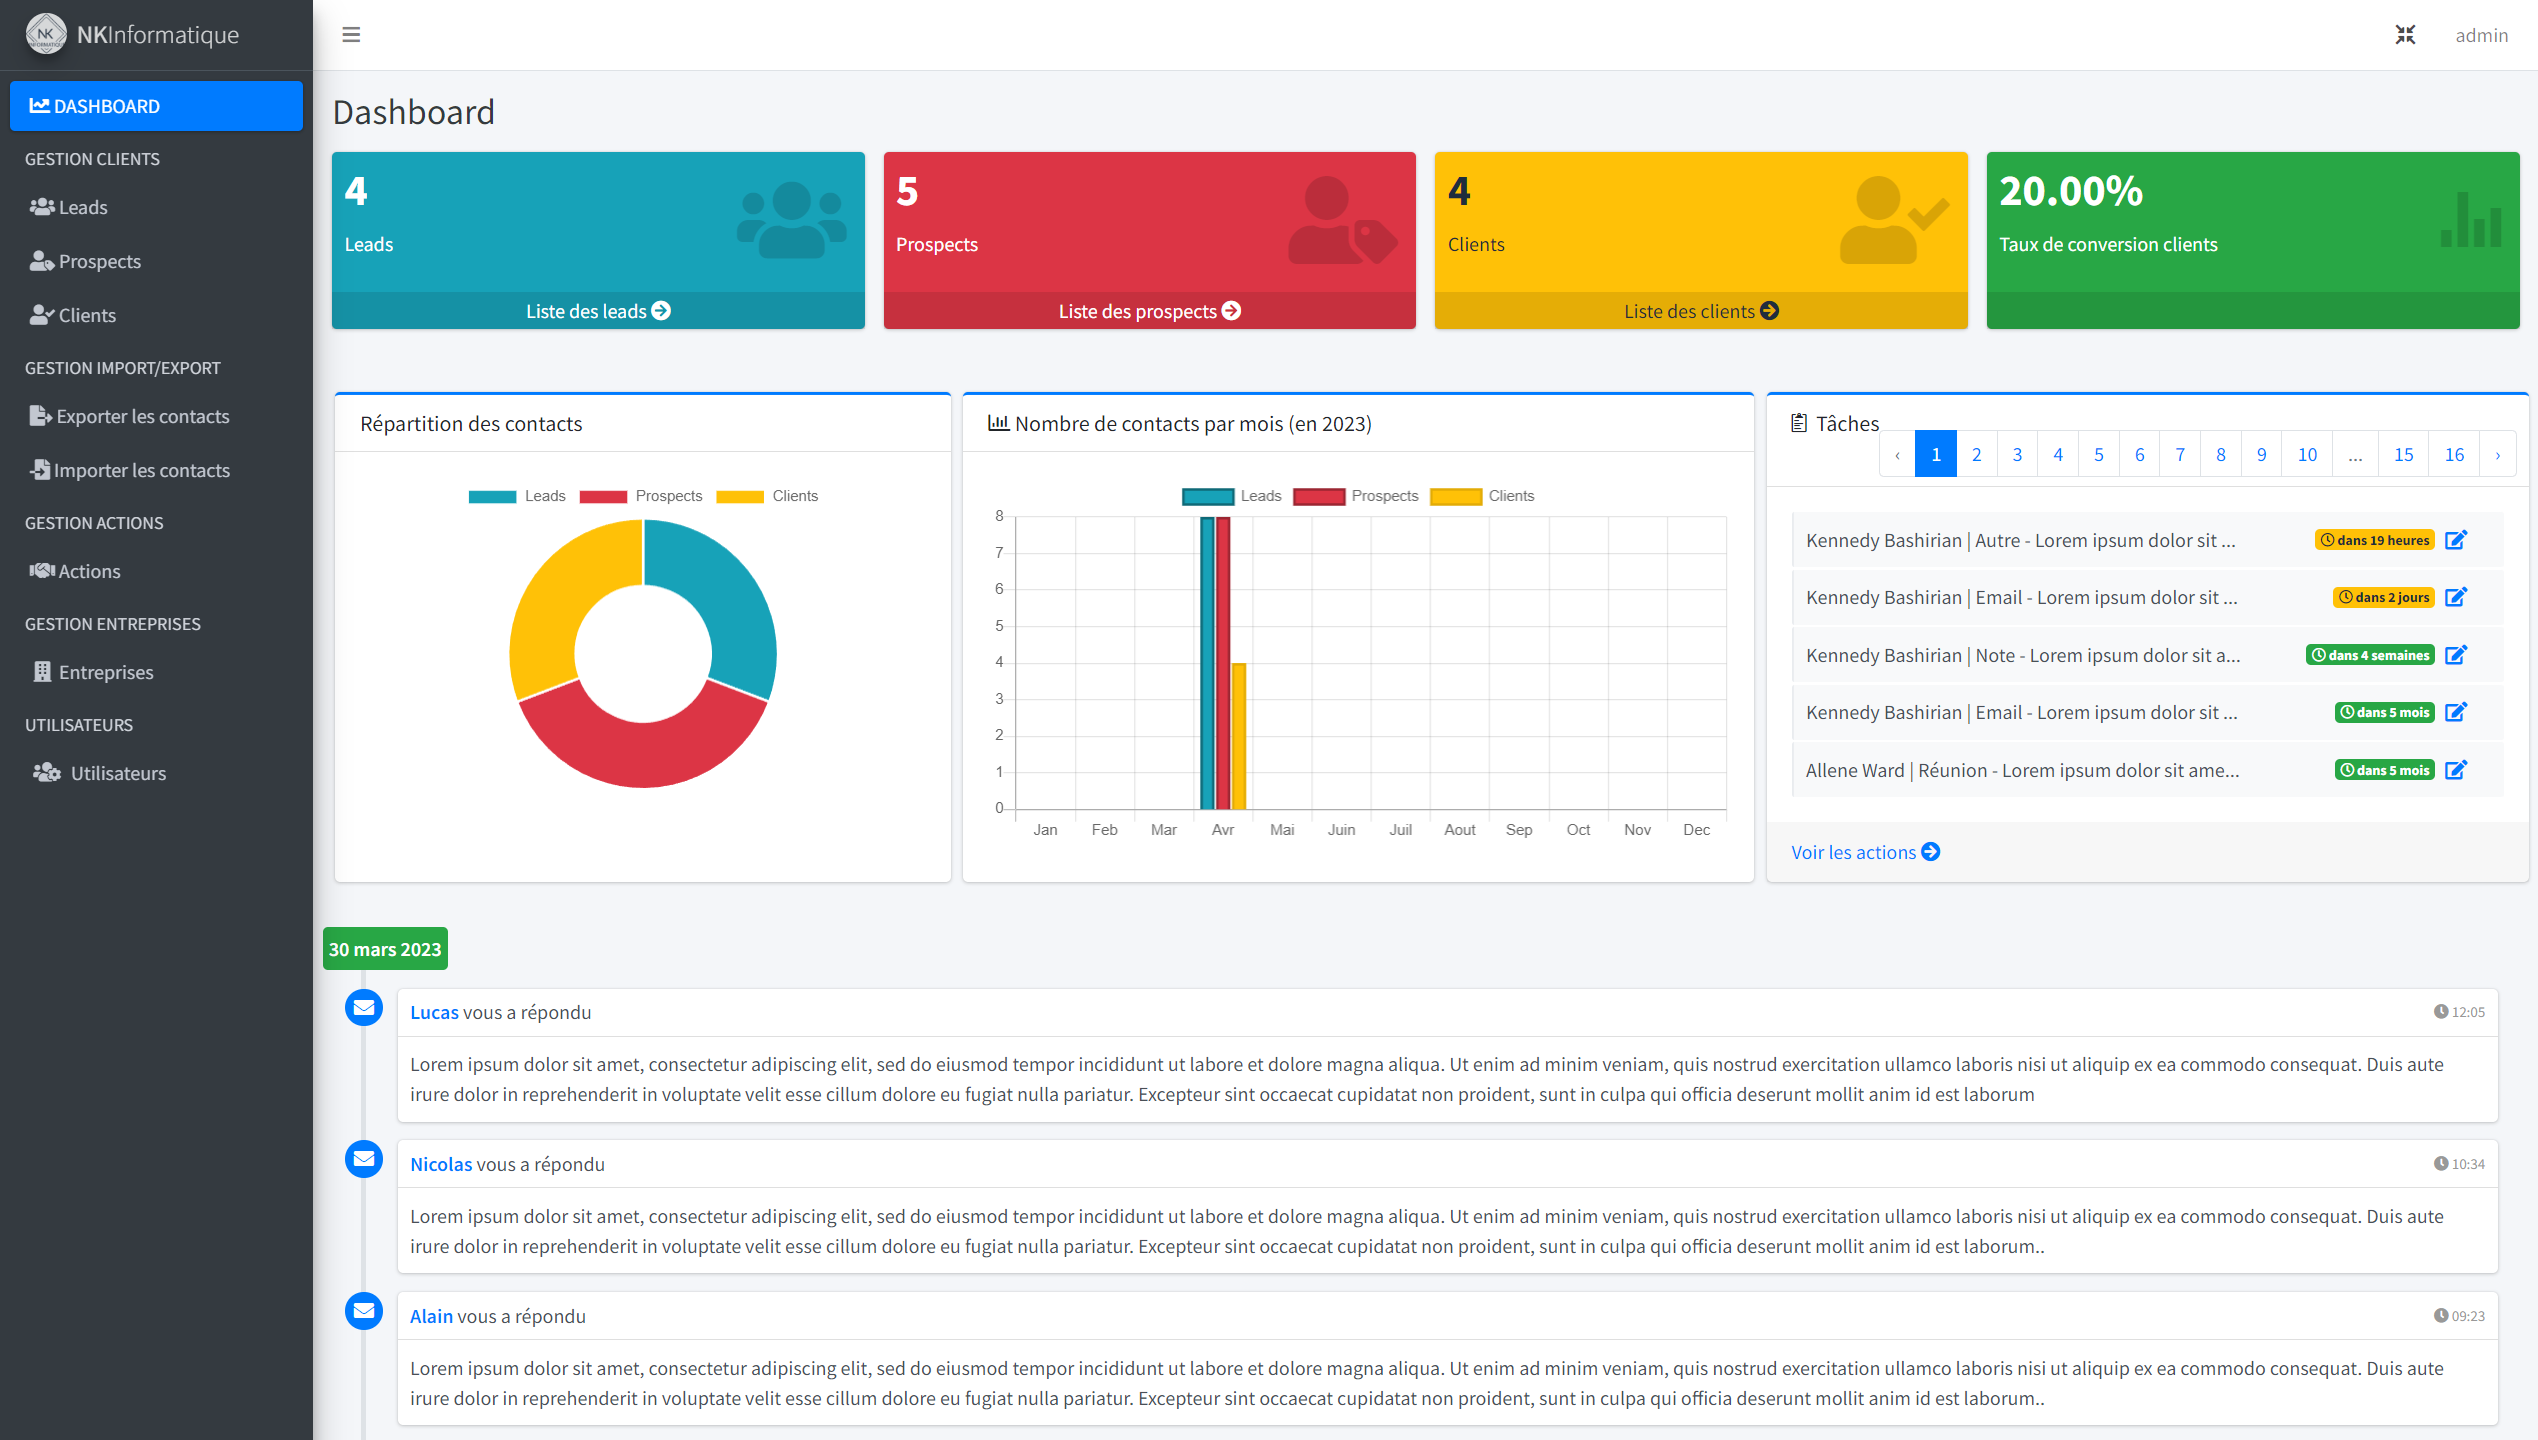 NK
INFORMATIQUE
NKInformatique
admin
DASHBOARD
GESTION CLIENTS
Leads
Prospects
Clients
GESTION IMPORT/EXPORT
Exporter les contacts
Importer les contacts
GESTION ACTIONS
Actions
GESTION ENTREPRISES
Entreprises
UTILISATEURS
Utilisateurs
Dashboard
4
Leads
Liste des leads
5
Prospects
Liste des prospects
4
Clients
Liste des clients
20.00%
Taux de conversion clients
Répartition des contacts
Leads Prospects Clients
Nombre de contacts par mois (en 2023)
Leads Prospects Clients
8
7
6
5
4
3
2
1
0
Jan Feb Mar Avr Mai Juin Juil Aout Sep Oct Nov Dec
Tâches
‹ 1 2 3 4 5 6 7 8 9 10 ... 15 16 ›
Kennedy Bashirian | Autre - Lorem ipsum dolor sit ... dans 19 heures
Kennedy Bashirian | Email - Lorem ipsum dolor sit ... dans 2 jours
Kennedy Bashirian | Note - Lorem ipsum dolor sit a... dans 4 semaines
Kennedy Bashirian | Email - Lorem ipsum dolor sit ... dans 5 mois
Allene Ward | Réunion - Lorem ipsum dolor sit ame... dans 5 mois
Voir les actions
30 mars 2023
Lucas vous a répondu 12:05
Lorem ipsum dolor sit amet, consectetur adipiscing elit, sed do eiusmod tempor incididunt ut labore et dolore magna aliqua. Ut enim ad minim veniam, quis nostrud exercitation ullamco laboris nisi ut aliquip ex ea commodo consequat. Duis aute
irure dolor in reprehenderit in voluptate velit esse cillum dolore eu fugiat nulla pariatur. Excepteur sint occaecat cupidatat non proident, sunt in culpa qui officia deserunt mollit anim id est laborum
Nicolas vous a répondu 10:34
Lorem ipsum dolor sit amet, consectetur adipiscing elit, sed do eiusmod tempor incididunt ut labore et dolore magna aliqua. Ut enim ad minim veniam, quis nostrud exercitation ullamco laboris nisi ut aliquip ex ea commodo consequat. Duis aute
irure dolor in reprehenderit in voluptate velit esse cillum dolore eu fugiat nulla pariatur. Excepteur sint occaecat cupidatat non proident, sunt in culpa qui officia deserunt mollit anim id est laborum..
Alain vous a répondu 09:23
Lorem ipsum dolor sit amet, consectetur adipiscing elit, sed do eiusmod tempor incididunt ut labore et dolore magna aliqua. Ut enim ad minim veniam, quis nostrud exercitation ullamco laboris nisi ut aliquip ex ea commodo consequat. Duis aute
irure dolor in reprehenderit in voluptate velit esse cillum dolore eu fugiat nulla pariatur. Excepteur sint occaecat cupidatat non proident, sunt in culpa qui officia deserunt mollit anim id est laborum..